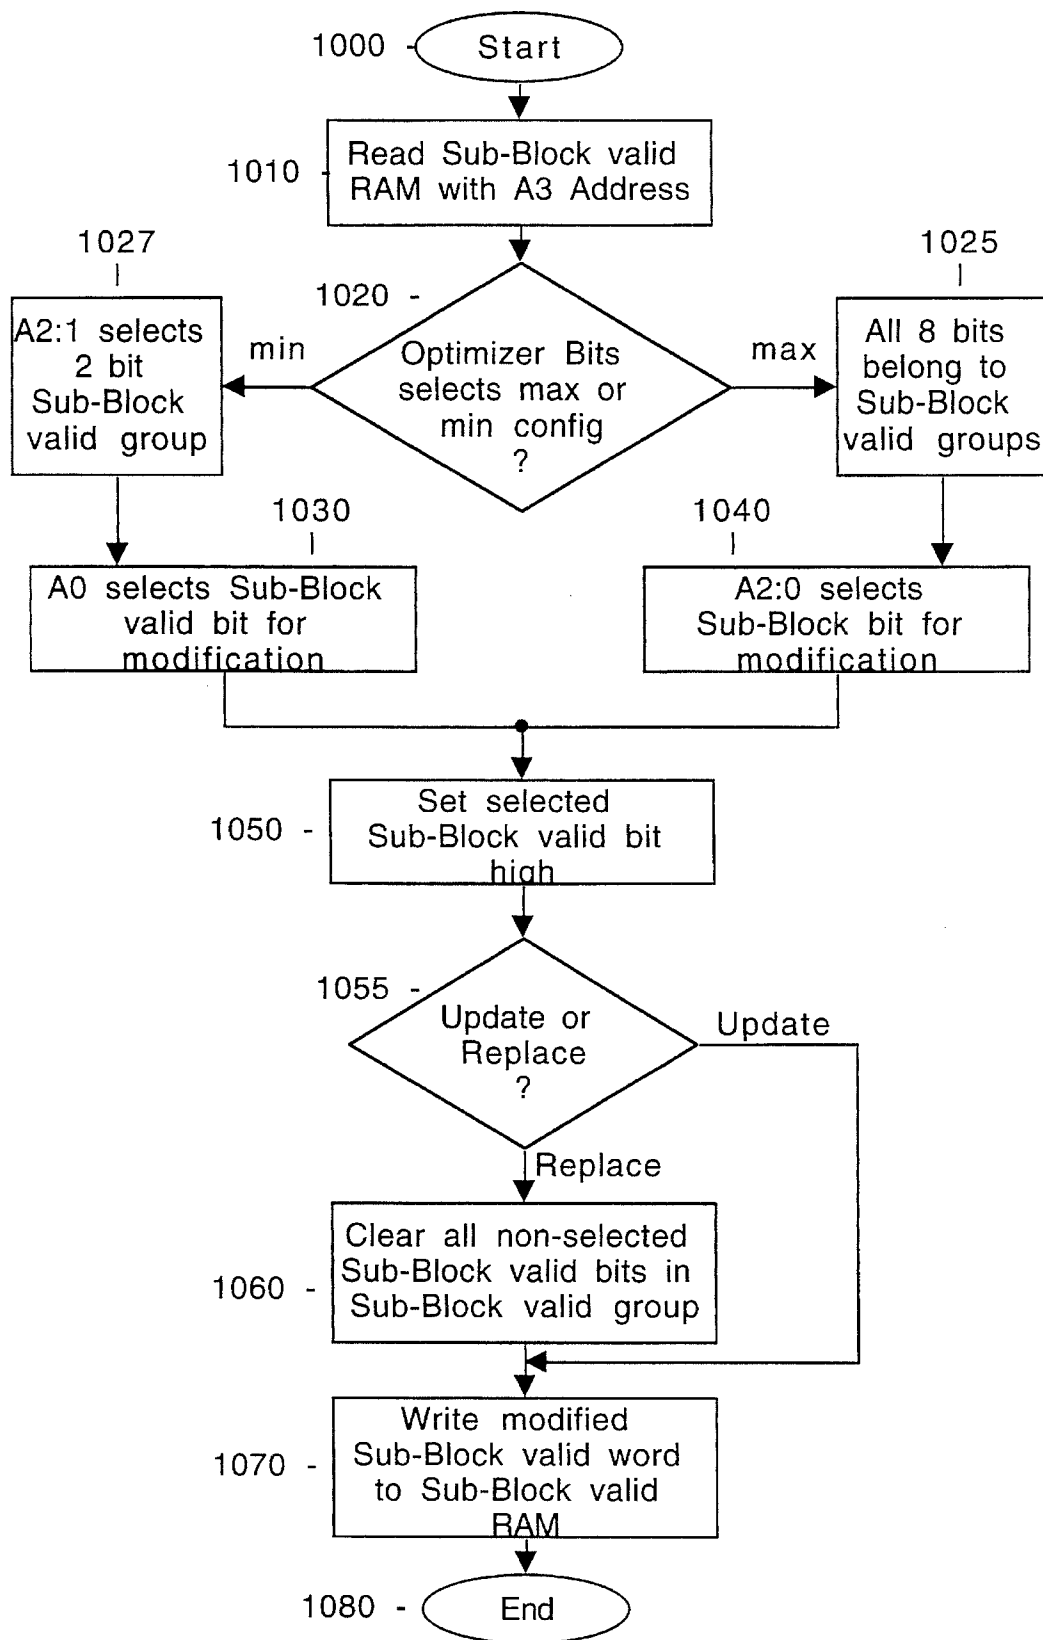 1000 -
Start
1010 -
Read Sub-Block valid
RAM with A3 Address
1027
1025
1020 -
A2:1 selects
2 bit
Sub-Block
valid group
min
Optimizer Bits
selects max or
min config
?
max
All 8 bits
belong to
Sub-Block
valid groups
1030
1040
A0 selects Sub-Block
valid bit for
modification
A2:0 selects
Sub-Block bit for
modification
1050 -
Set selected
Sub-Block valid bit
high
1055 -
Update or
Replace
?
Update
Replace
1060 -
Clear all non-selected
Sub-Block valid bits in
Sub-Block valid group
1070 -
Write modified
Sub-Block valid word
to Sub-Block valid
RAM
1080 -
End